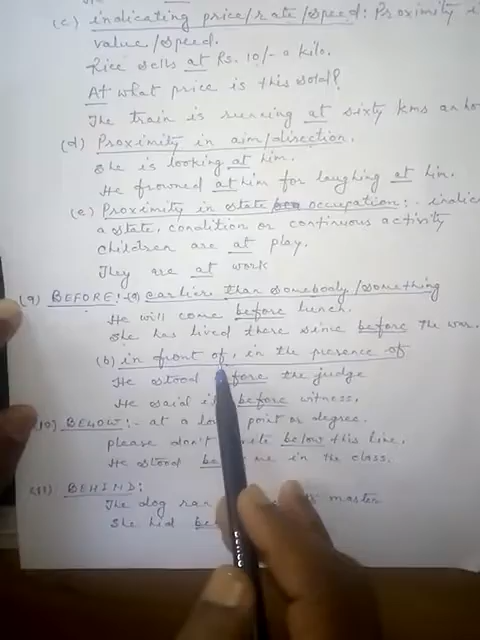 (c) indicating price/rate/speed: Proximity i
value/speed.
Rice sells at Rs. 10/- a kilo.
At what price is this sold?
The train is running at sixty kms an ho
(d) Proximity in aim/direction.
She is looking at him.
He frowned at him for laughing at him.
(e) Proximity in state occupation: indic
a state, condition or continuous activity
children are at play.
They are at work
(9) BEFORE: (a) earlier than somebody/something
He will come before lunch.
She has lived there since before the war.
(b) in front of, in the presence of
He stood before the judge
He said it before witness.
(10) BELOW: - at a low point or degree.
please don't below this line.
He stood me in the class.
(11) BEHIND:
The dog ran master
She hid